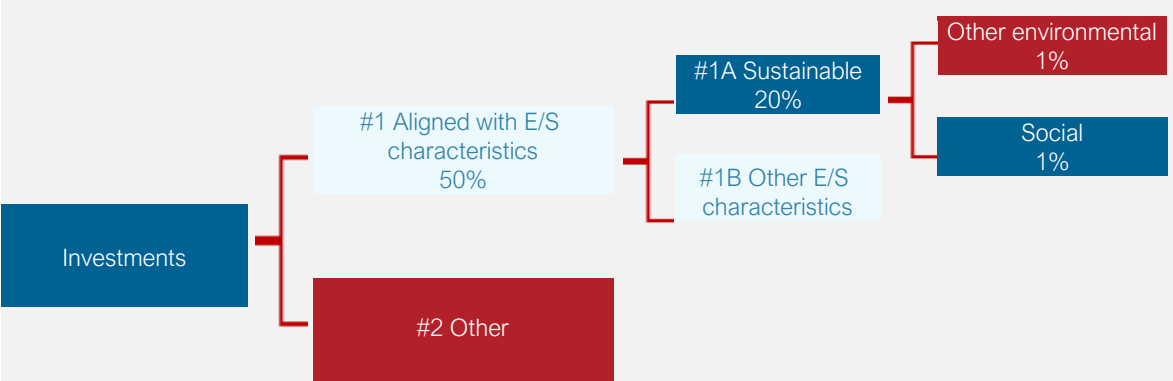 Other environmental
1%
#1A Sustainable
20%
#1 Aligned with E/S
characteristics
50%
Social
1%
#1B Other E/S
characteristics
Investments
#2 Other